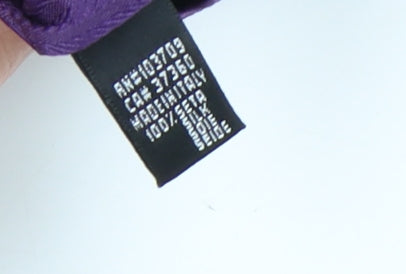 RN#103709
CA# 37360
MADE IN ITALY
100% SETA
SILK
SOIE
SEIDE